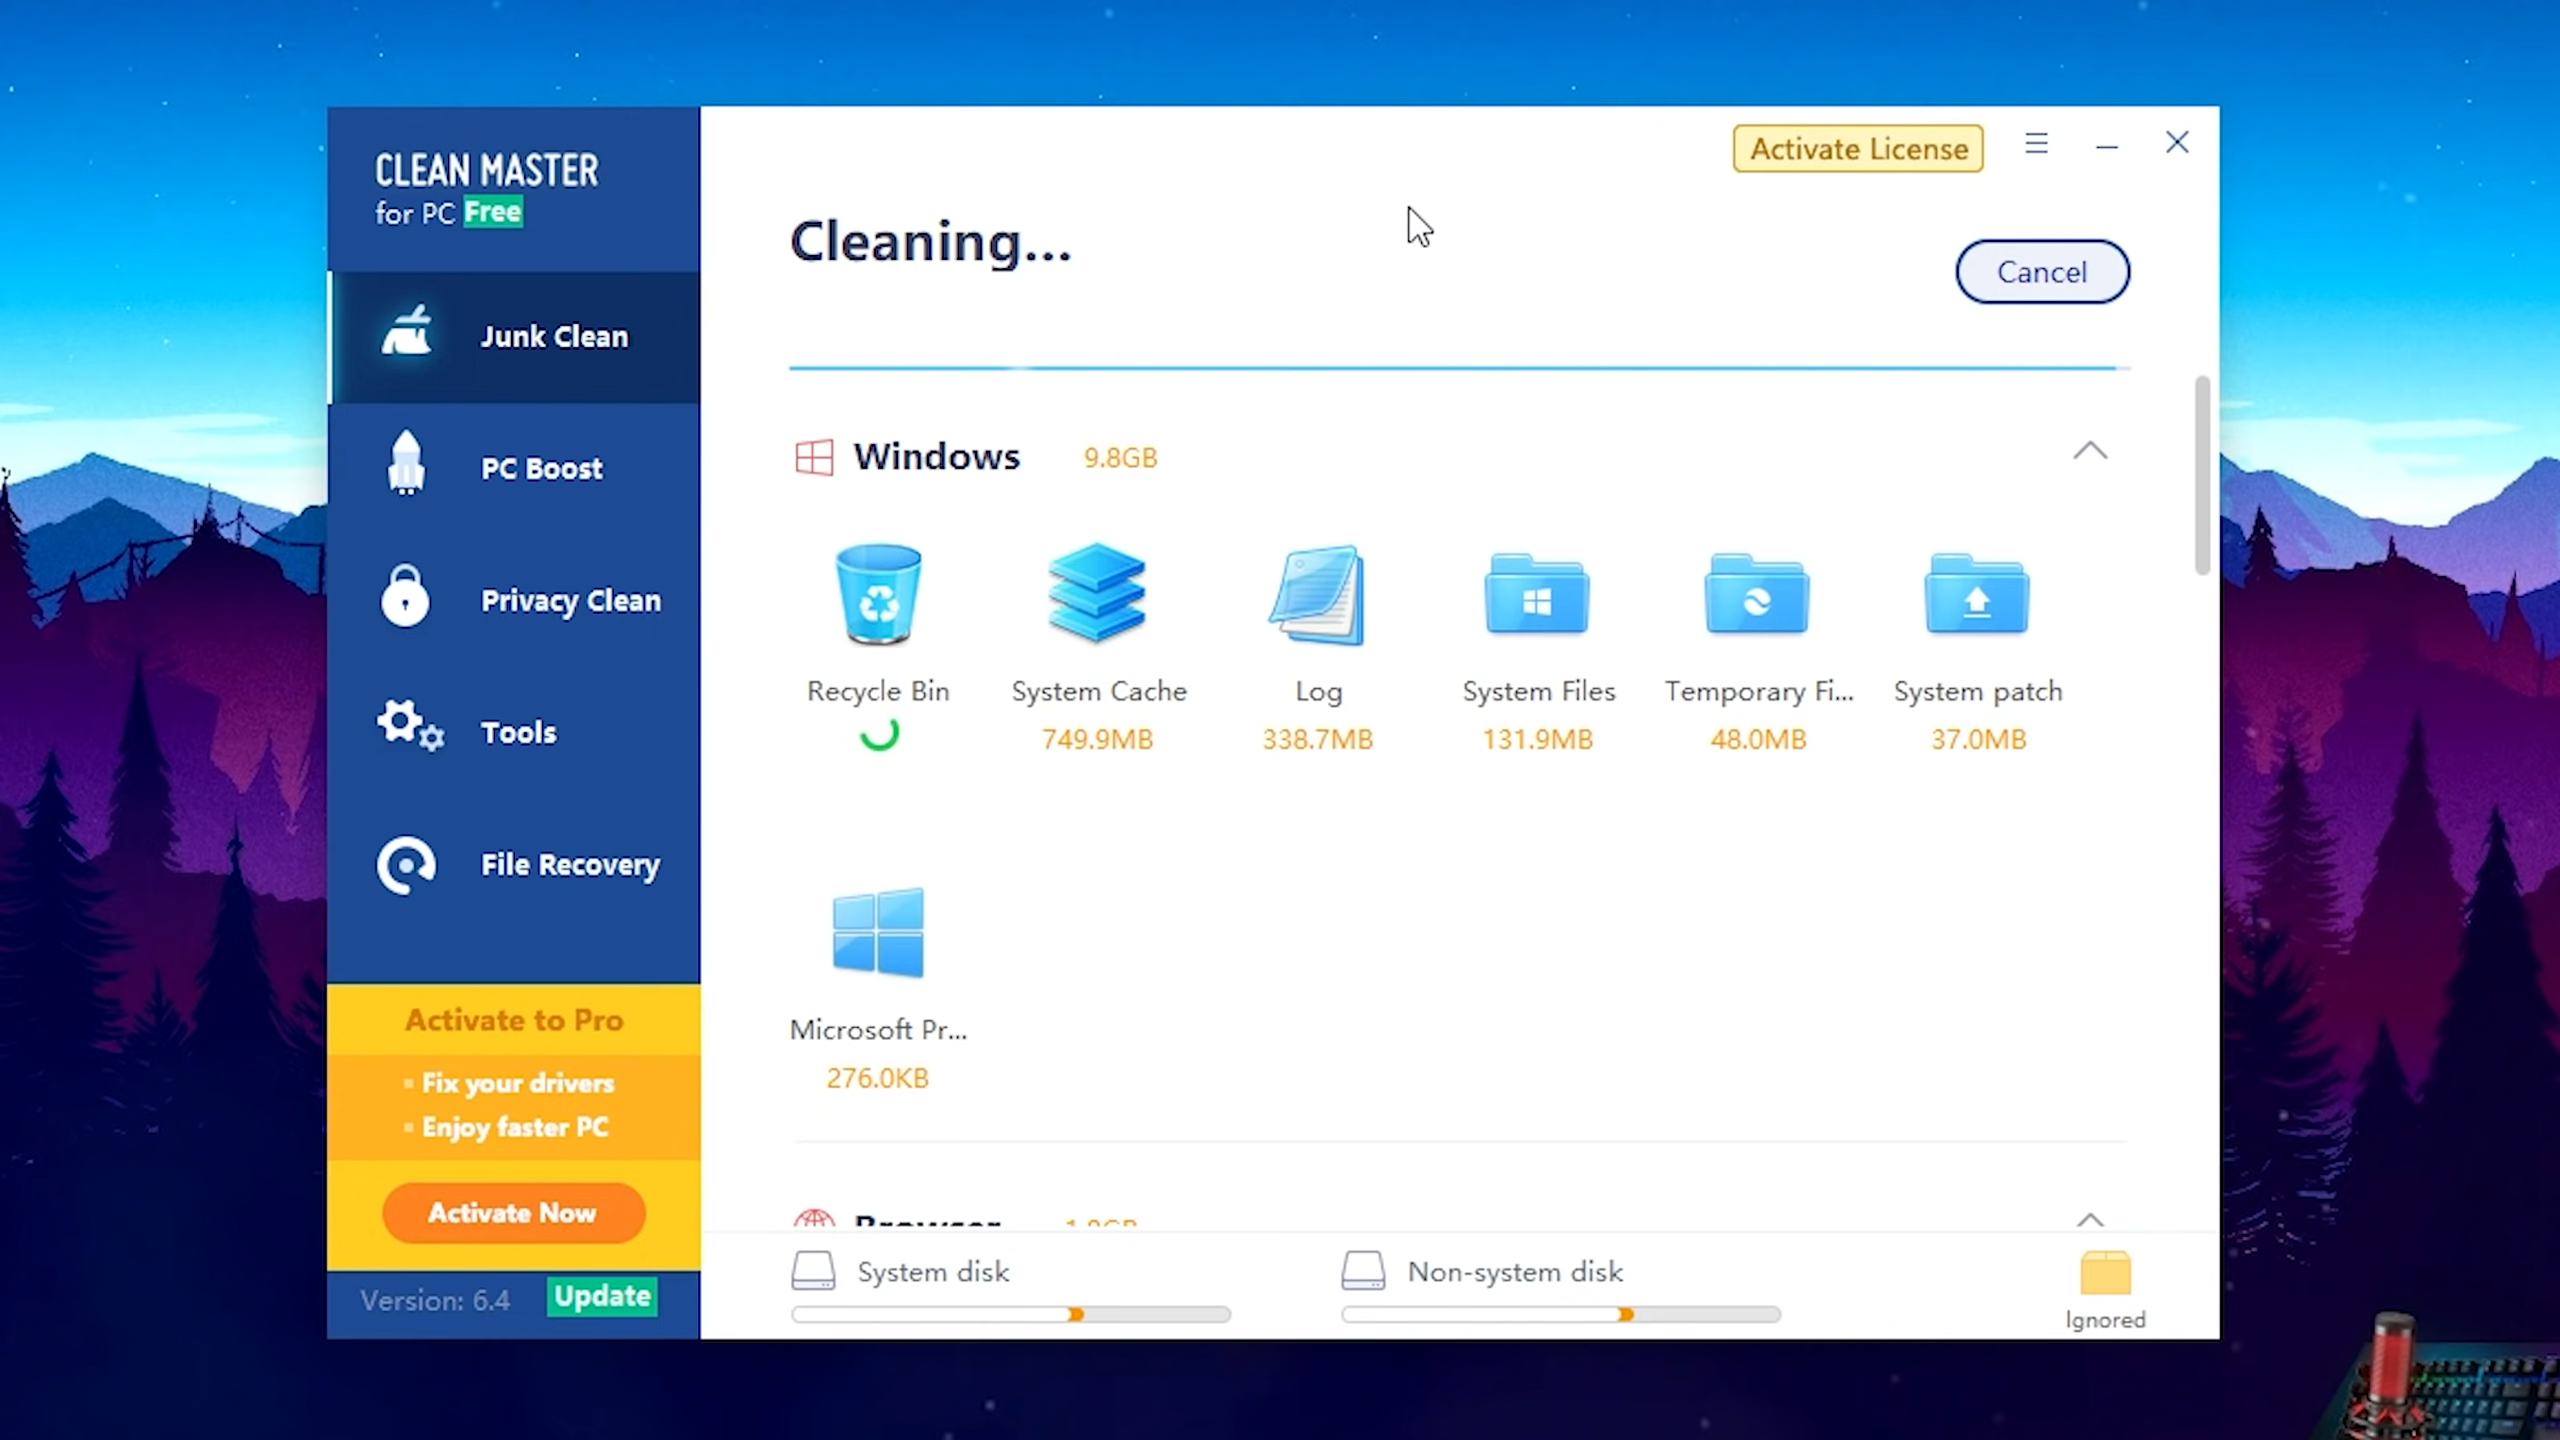 CLEAN MASTER
for PC Free
Junk Clean
PC Boost
Privacy Clean
Tools
File Recovery
Activate to Pro
Fix your drivers
Enjoy faster PC
Activate Now
Version: 6.4 Update
Activate License
Cleaning...
Cancel
Windows 9.8GB
Recycle Bin
System Cache
749.9MB
Log
338.7MB
System Files
131.9MB
Temporary Fi...
48.0MB
System patch
37.0MB
Microsoft Pr...
276.0KB
Browser
System disk
Non-system disk
Ignored